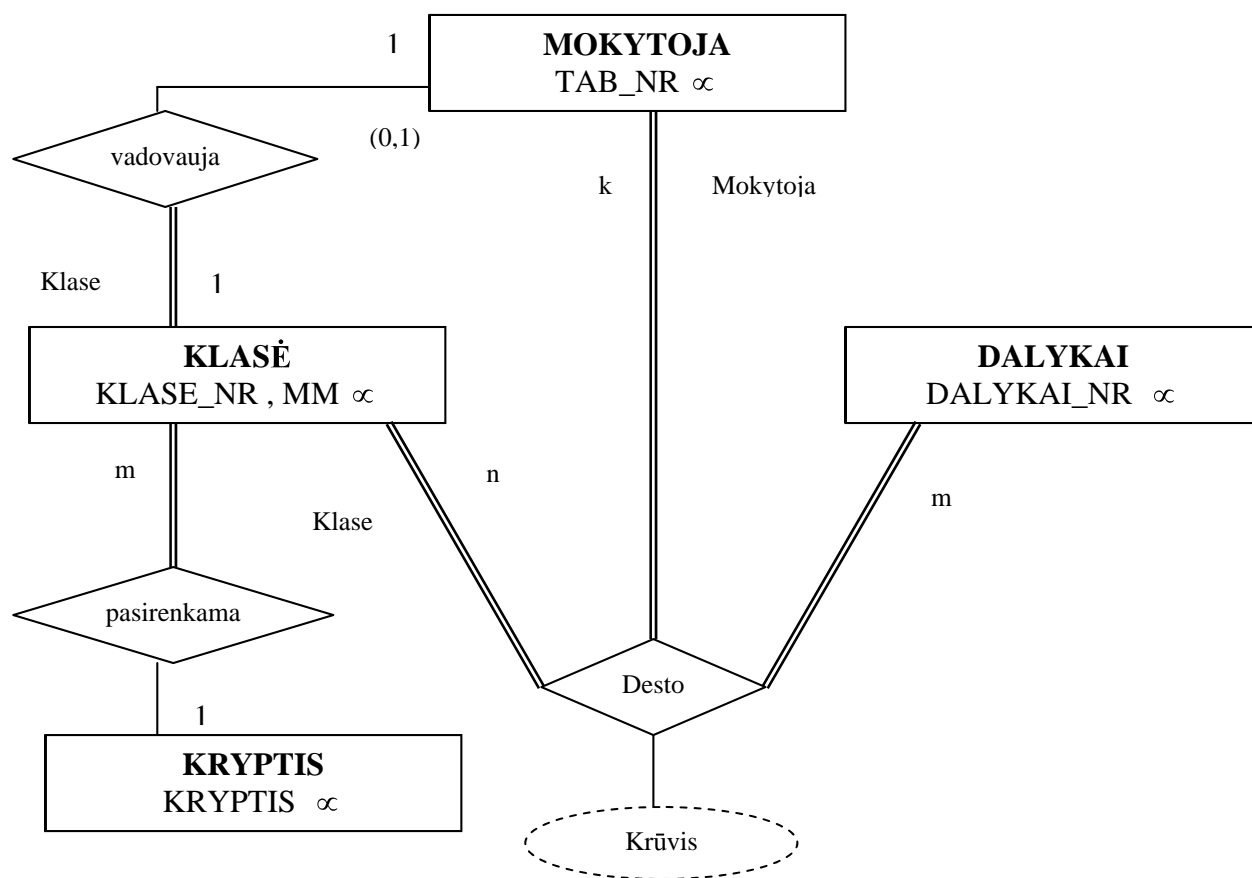 1
MOKYTOJA
TAB_NR ∝
(0,1)
vadovauja
k
Mokytoja
Klase
1
KLASĖ
KLASE_NR , MM ∝
DALYKAI
DALYKAI_NR ∝
m
n
m
Klase
pasirenkama
Desto
1
KRYPTIS
KRYPTIS ∝
Krūvis